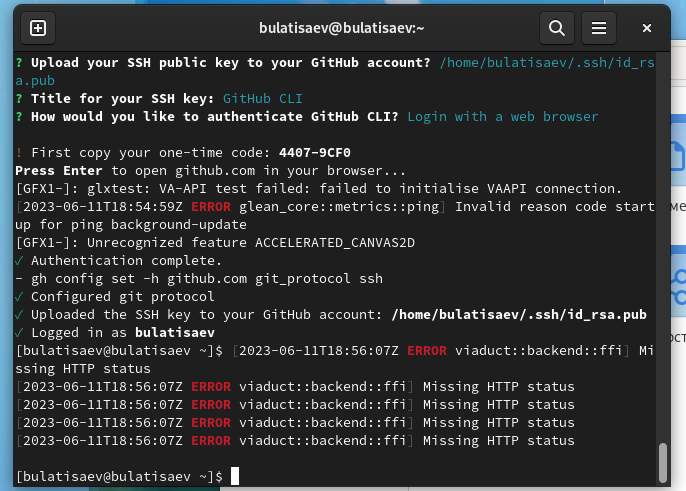 bulatisaev@bulatisaev:~
? Upload your SSH public key to your GitHub account? /home/bulatisaev/.ssh/id_rs
a.pub
? Title for your SSH key: GitHub CLI
? How would you like to authenticate GitHub CLI? Login with a web browser
! First copy your one-time code: 4407-9CF0
Press Enter to open github.com in your browser...
[GFX1-]: glxtest: VA-API test failed: failed to initialise VAAPI connection.
[2023-06-11T18:54:59Z ERROR glean_core::metrics::ping] Invalid reason code start
up for ping background-update
[GFX1-]: Unrecognized feature ACCELERATED_CANVAS2D
✓ Authentication complete.
- gh config set -h github.com git_protocol ssh
✓ Configured git protocol
✓ Uploaded the SSH key to your GitHub account: /home/bulatisaev/.ssh/id_rsa.pub
✓ Logged in as bulatisaev
[bulatisaev@bulatisaev ~]$ [2023-06-11T18:56:07Z ERROR viaduct::backend::ffi] Mi
ssing HTTP status
[2023-06-11T18:56:07Z ERROR viaduct::backend::ffi] Missing HTTP status
[2023-06-11T18:56:07Z ERROR viaduct::backend::ffi] Missing HTTP status
[2023-06-11T18:56:07Z ERROR viaduct::backend::ffi] Missing HTTP status
[2023-06-11T18:56:07Z ERROR viaduct::backend::ffi] Missing HTTP status
[bulatisaev@bulatisaev ~]$